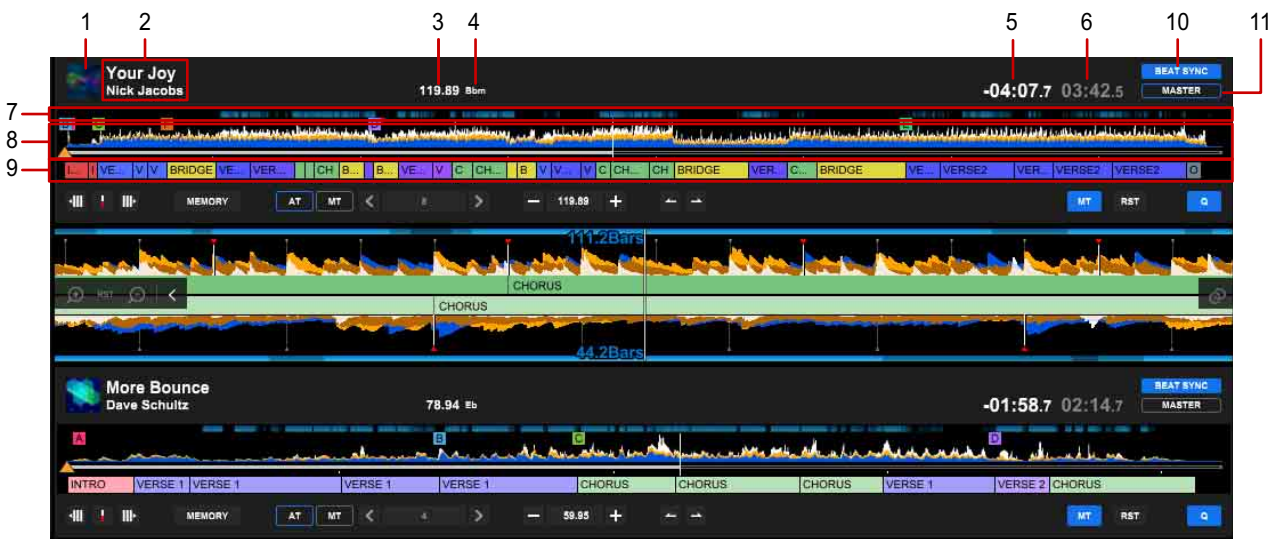 1 2 3 4 5 6 10 11
Your Joy
Nick Jacobs
119.89 Bbm
-04:07.7 03:42.5
BEAT SYNC
MASTER
7
8
9
I VE... V V BRIDGE VE... VER... CH B... B... VE... V C CH... B V V... V C CH... CH BRIDGE VER... C... BRIDGE VE... VERSE2 VER... VERSE2 VERSE2 O
MEMORY AT MT 8 119.89 MT RST Q
111.2Bars
CHORUS
RST
CHORUS
44.2Bars
More Bounce
Dave Schultz
78.94 Eb
-01:58.7 02:14.7
BEAT SYNC
MASTER
A B C D
INTRO VERSE 1 VERSE 1 VERSE 1 VERSE 1 CHORUS CHORUS CHORUS VERSE 1 VERSE 2 CHORUS
MEMORY AT MT 4 59.95 MT RST Q